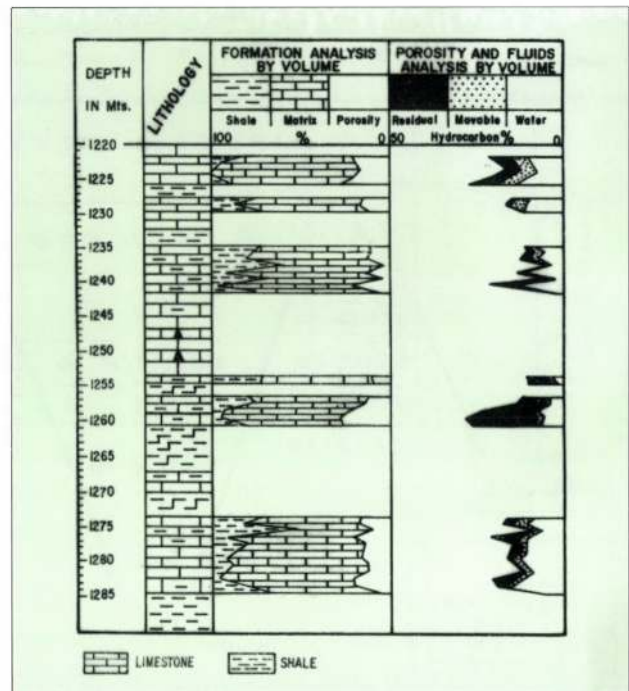 FORMATION ANALYSIS BY VOLUME
POROSITY AND FLUIDS ANALYSIS BY VOLUME
DEPTH
IN Mts.
LITHOLOGY
Shale Matrix Porosity
Residual Movable Water
100 % 0
50 Hydrocarbon % 0
1220
1225
1230
1235
1240
1245
1250
1255
1260
1265
1270
1275
1280
1285
LIMESTONE SHALE